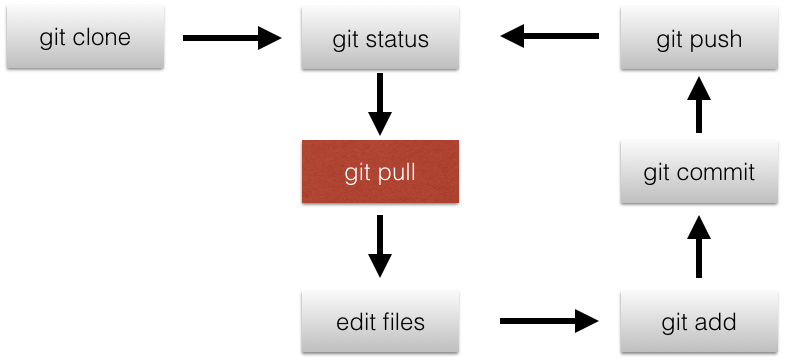 git clone
git status
git push
git pull
git commit
edit files
git add